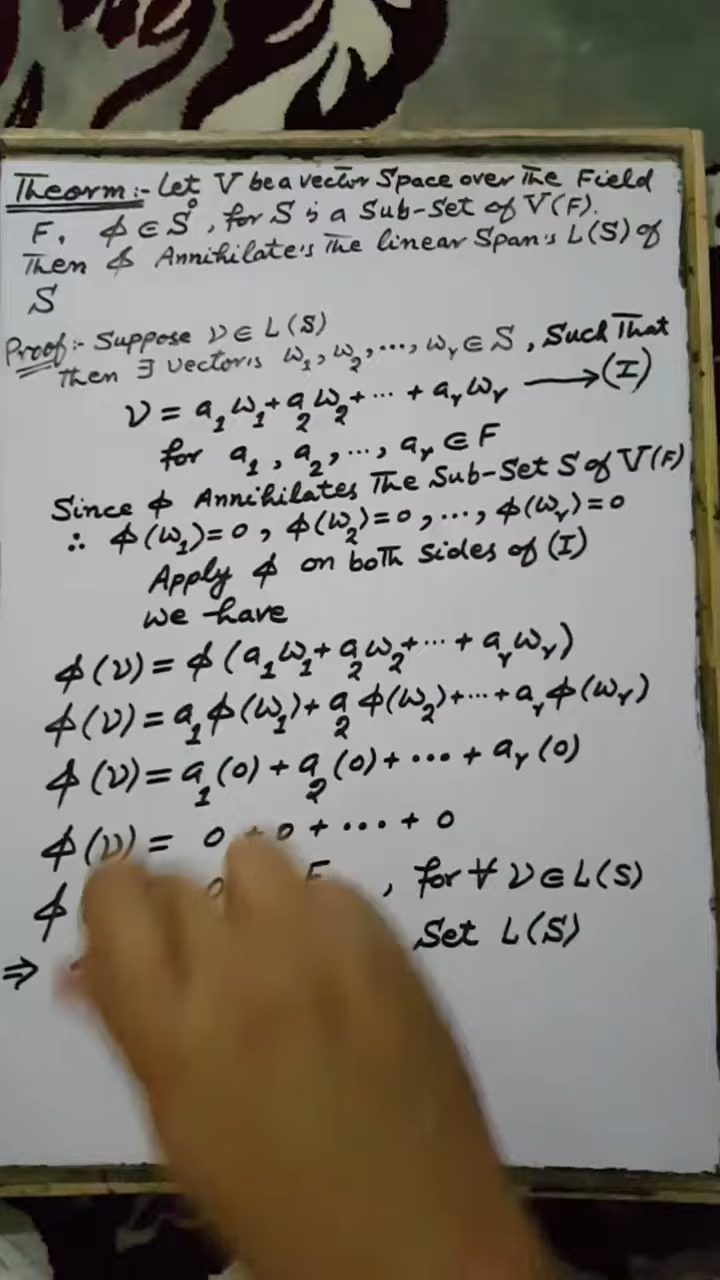 Theorm:- Let V be a vector Space over The Field
F. ϕ ∈ S°, for S is a Sub-Set of V(F).
Then ϕ Annihilate's The linear Span's L(S) of
S
Proof:- Suppose ν ∈ L(S)
Then ∃ vectors ω₁, ω₂, ..., ωᵣ ∈ S, Such That
ν = a₁ω₁ + a₂ω₂ + ... + aᵣωᵣ ⟶ (I)
for a₁, a₂, ..., aᵣ ∈ F
Since ϕ Annihilates The Sub-Set S of V(F)
∴ ϕ(ω₁)=0, ϕ(ω₂)=0, ..., ϕ(ωᵣ)=0
Apply ϕ on both sides of (I)
we have
ϕ(ν) = ϕ(a₁ω₁ + a₂ω₂ + ... + aᵣωᵣ)
ϕ(ν) = a₁ϕ(ω₁) + a₂ϕ(ω₂) + ... + aᵣϕ(ωᵣ)
ϕ(ν) = a₁(0) + a₂(0) + ... + aᵣ(0)
ϕ(ν) = 0 + 0 + ... + 0
ϕ , for ∀ ν ∈ L(S)
⇒ Set L(S)